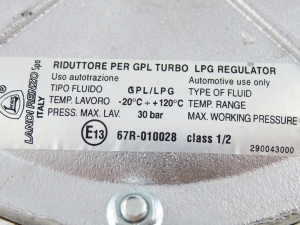 RIDUTTORE PER GPL TURBO LPG REGULATOR
Uso autotrazione Automotive use only
TIPO FLUIDO GPL/LPG TYPE OF FLUID
TEMP. LAVORO -20°C ÷ +120°C TEMP. RANGE
PRESS. MAX. LAV. 30 bar MAX. WORKING PRESSURE
E13 67R-010028 class 1/2
290043000
LANDI RENZO SpA
ITALY